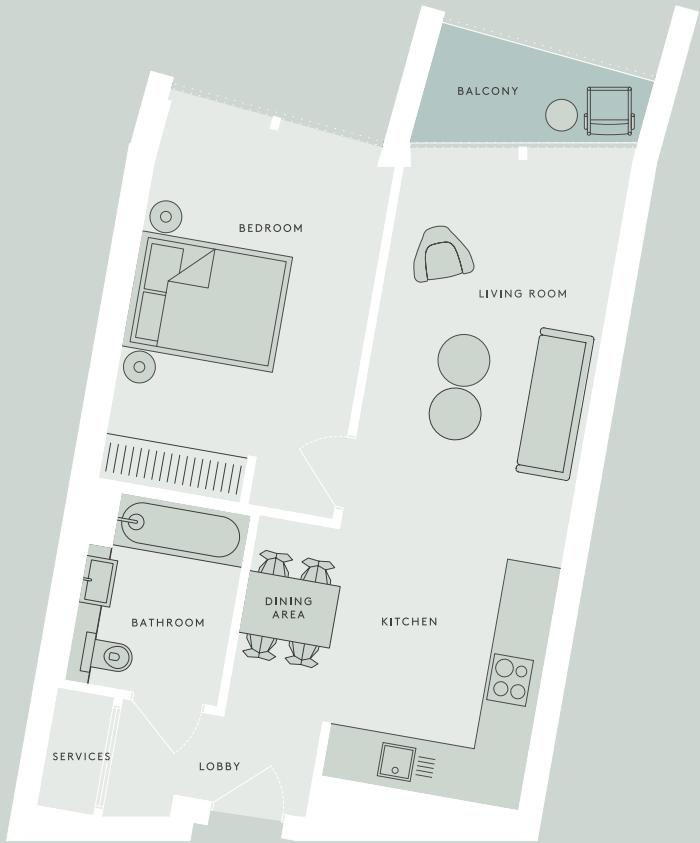 BALCONY
BEDROOM
LIVING ROOM
DINING
AREA
BATHROOM
KITCHEN
SERVICES
LOBBY